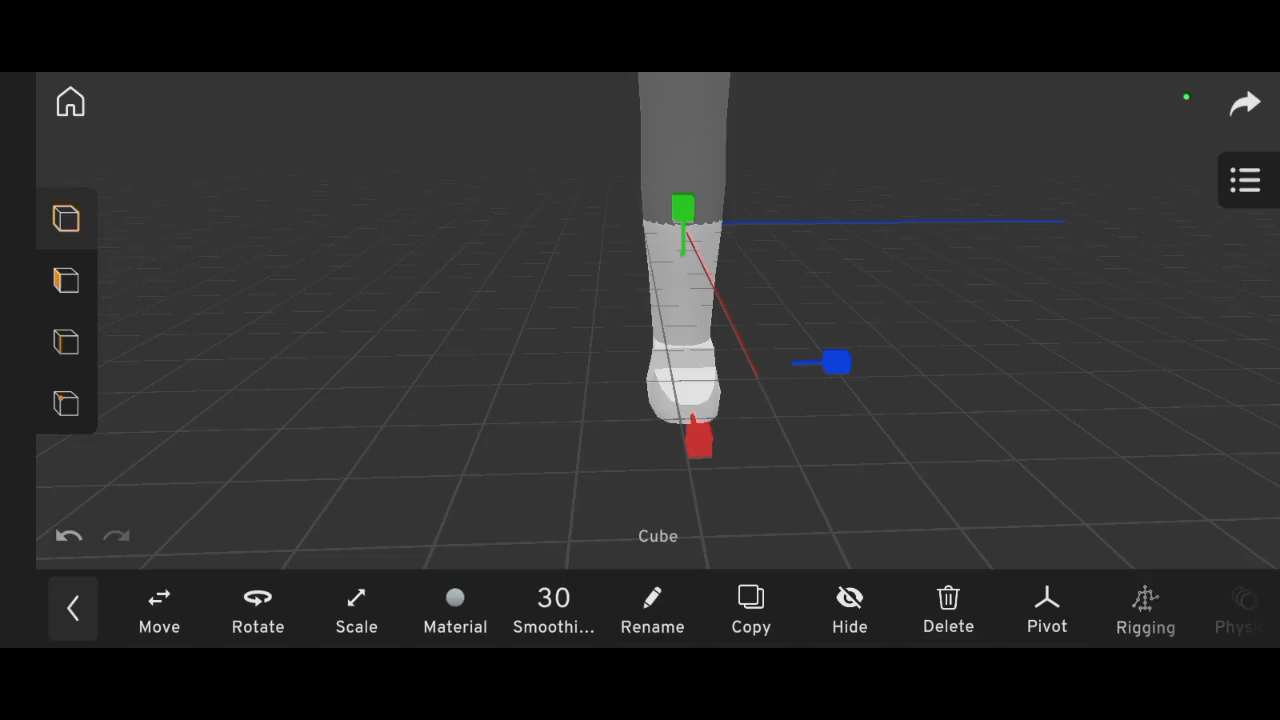 Cube
30
Move
Rotate
Scale
Material
Smoothi...
Rename
Copy
Hide
Delete
Pivot
Rigging